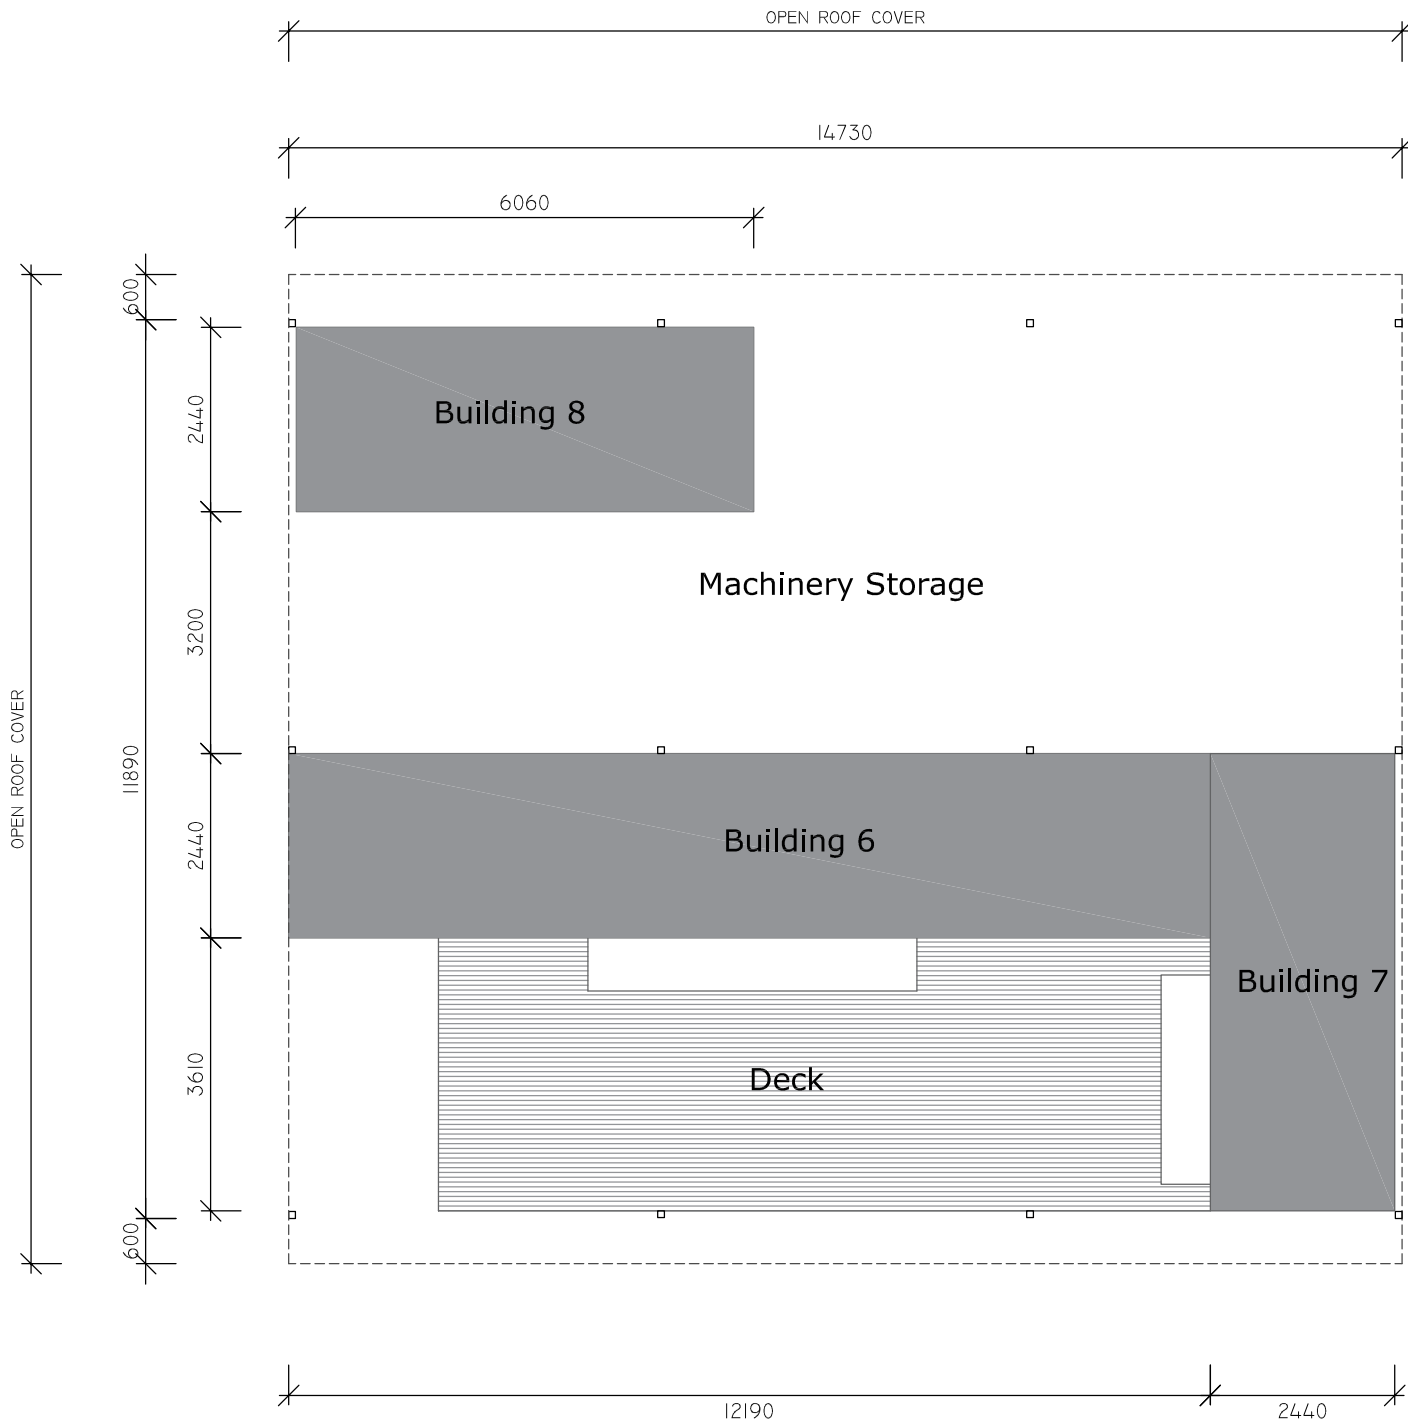 OPEN ROOF COVER
14730
6060
600
2440
Building 8
Machinery Storage
3200
OPEN ROOF COVER
11890
2440
Building 6
Building 7
Deck
3610
600
12190
2440